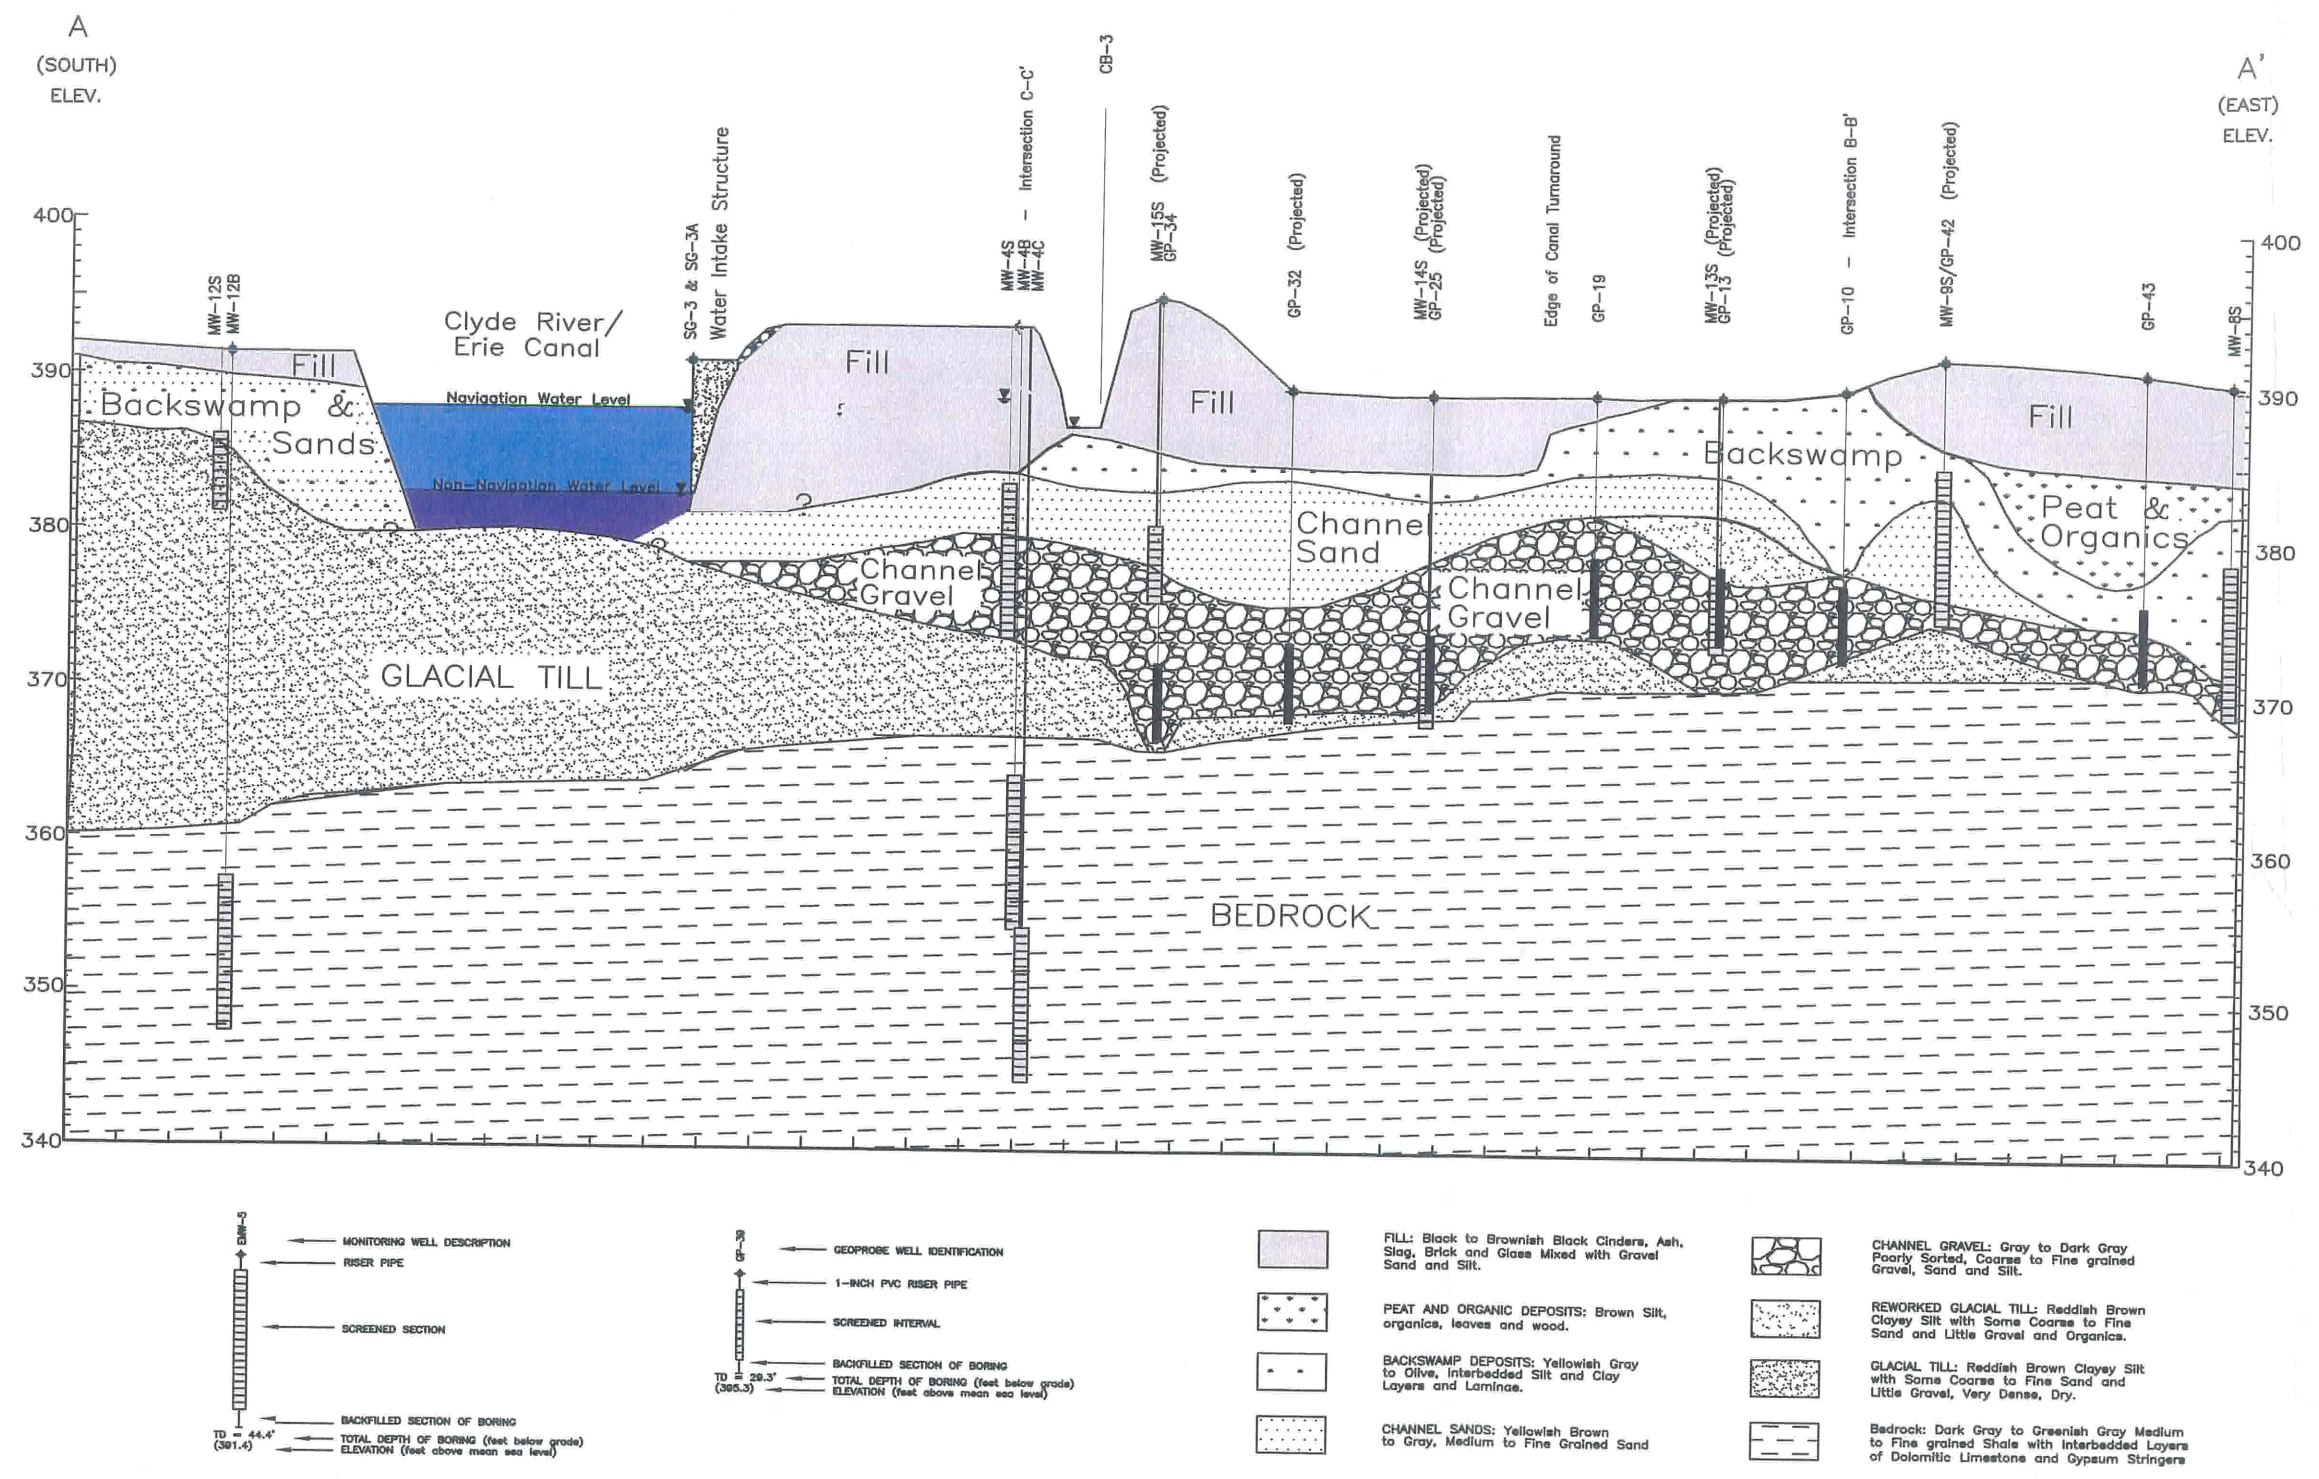 A
(SOUTH)
ELEV.
A'
(EAST)
ELEV.
CB-3
MW-12S
MW-12B
Clyde River/
Erie Canal
SG-3 & SG-3A
Water Intake Structure
MW-4S
MW-4B - Intersection C-C'
MW-4C
MW-15S (Projected)
GP-34
GP-32 (Projected)
MW-14S (Projected)
GP-25 (Projected)
Edge of Canal Turnaround
GP-19
MW-13S (Projected)
GP-13 (Projected)
GP-10 - Intersection B-B'
MW-9S/GP-42 (Projected)
GP-43
MW-8S
400
390
380
370
360
350
340
400
390
380
370
360
350
340
Fill
Backswamp &
Sands
Navigation Water Level
Non-Navigation Water Level
Fill
Fill
Fill
Backswamp
Peat &
Organics
Channel
Sand
Channel
Gravel
Channel
Gravel
GLACIAL TILL
BEDROCK
EMW-5
MONITORING WELL DESCRIPTION
RISER PIPE
SCREENED SECTION
BACKFILLED SECTION OF BORING
TD = 44.4'
TOTAL DEPTH OF BORING (feet below grade)
(391.4)
ELEVATION (feet above mean sea level)
GP-39
GEOPROBE WELL IDENTIFICATION
1-INCH PVC RISER PIPE
SCREENED INTERVAL
BACKFILLED SECTION OF BORING
TD = 29.3'
TOTAL DEPTH OF BORING (feet below grade)
(395.3)
ELEVATION (feet above mean sea level)
FILL: Black to Brownish Black Cinders, Ash,
Slag, Brick and Glass Mixed with Gravel
Sand and Silt.
PEAT AND ORGANIC DEPOSITS: Brown Silt,
organics, leaves and wood.
BACKSWAMP DEPOSITS: Yellowish Gray
to Olive, Interbedded Silt and Clay
Layers and Laminae.
CHANNEL SANDS: Yellowish Brown
to Gray, Medium to Fine Grained Sand
CHANNEL GRAVEL: Gray to Dark Gray
Poorly Sorted, Coarse to Fine grained
Gravel, Sand and Silt.
REWORKED GLACIAL TILL: Reddish Brown
Clayey Silt with Some Coarse to Fine
Sand and Little Gravel and Organics.
GLACIAL TILL: Reddish Brown Clayey Silt
with Some Coarse to Fine Sand and
Little Gravel, Very Dense, Dry.
Bedrock: Dark Gray to Greenish Gray Medium
to Fine grained Shale with Interbedded Layers
of Dolomitic Limestone and Gypsum Stringers